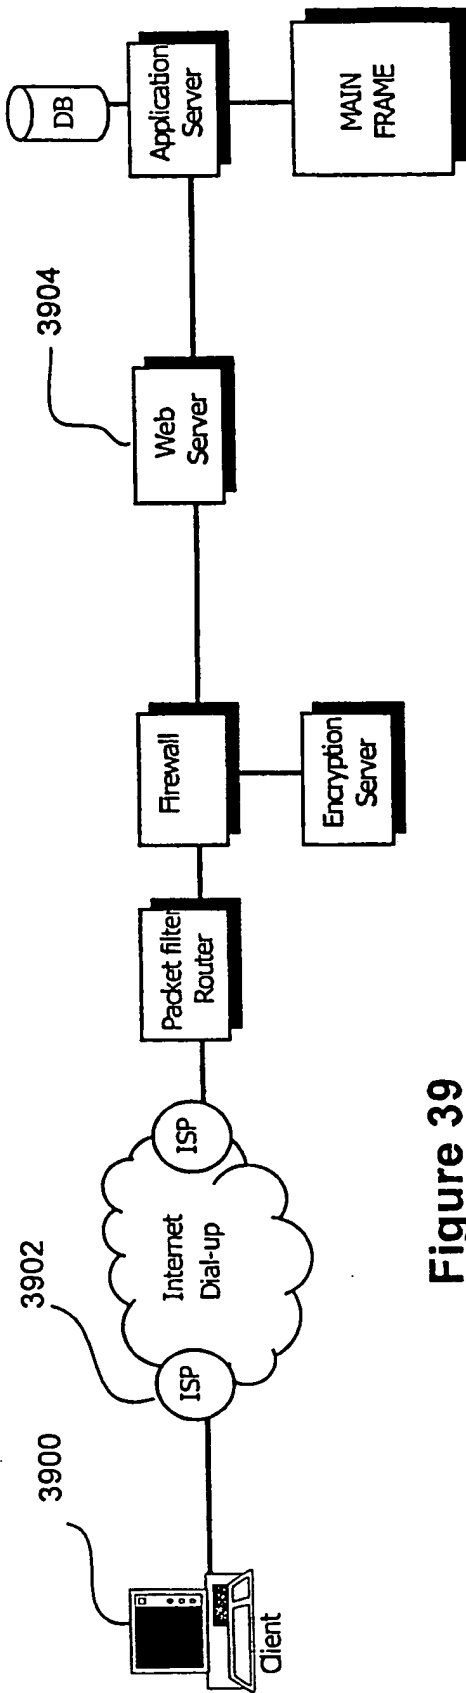 3900
Client
3902
ISP
Internet
Dial-up
ISP
Packet filter
Router
Firewall
Encryption
Server
3904
Web
Server
DB
Application
Server
MAIN
FRAME
Figure 39